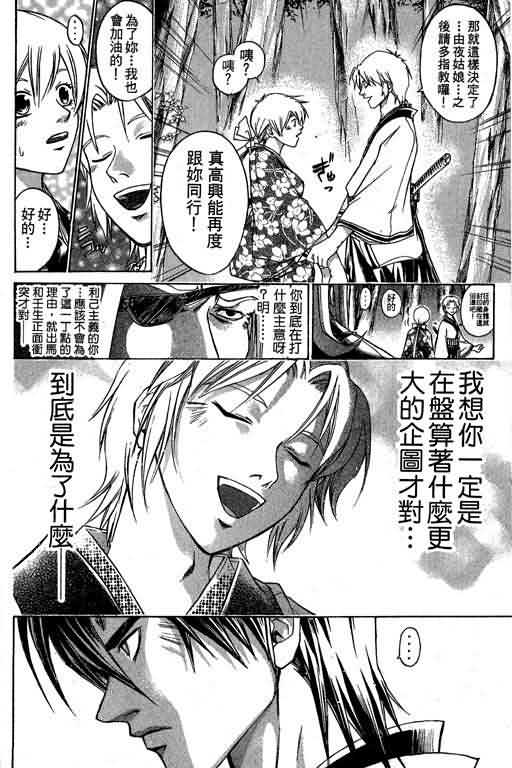 那就這樣決定了
…由夜姑娘…之
後請多指教囉！
咦？
咦？
真高興能再度
跟妳同行！
為了妳…我也
會加油的！
…
好…
好的…
好的
你到底在打
什麼主意呀
？明…
利己主義的你
…應該不會為
了這一丁點的
理由，就出馬
和壬生正面衝
突才對
我想你一定是
在盤算著什麼更
大的企圖才對…
到底是為了什麼—
…